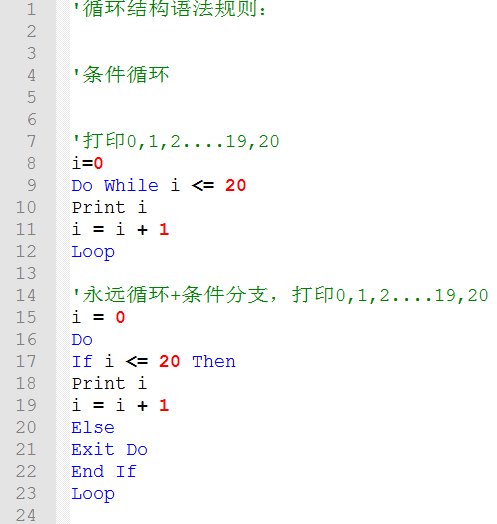 1 '循环结构语法规则:
2
3
4 '条件循环
5
6
7 '打印0,1,2....19,20
8 i=0
9 Do While i <= 20
10 Print i
11 i = i + 1
12 Loop
13
14 '永远循环+条件分支，打印0,1,2....19,20
15 i = 0
16 Do
17 If i <= 20 Then
18 Print i
19 i = i + 1
20 Else
21 Exit Do
22 End If
23 Loop
24